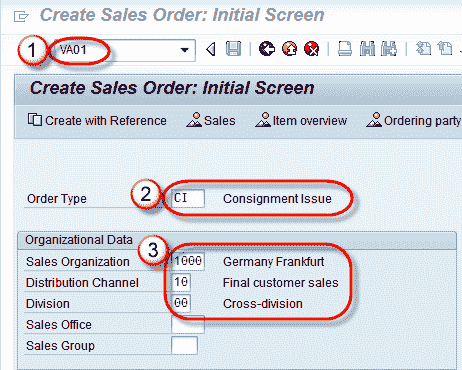 Create Sales Order: Initial Screen
1 VA01
Create Sales Order: Initial Screen
Create with Reference Sales Item overview Ordering party
2
Order Type CI Consignment Issue
Organizational Data
3
Sales Organization 1000 Germany Frankfurt
Distribution Channel 10 Final customer sales
Division 00 Cross-division
Sales Office
Sales Group